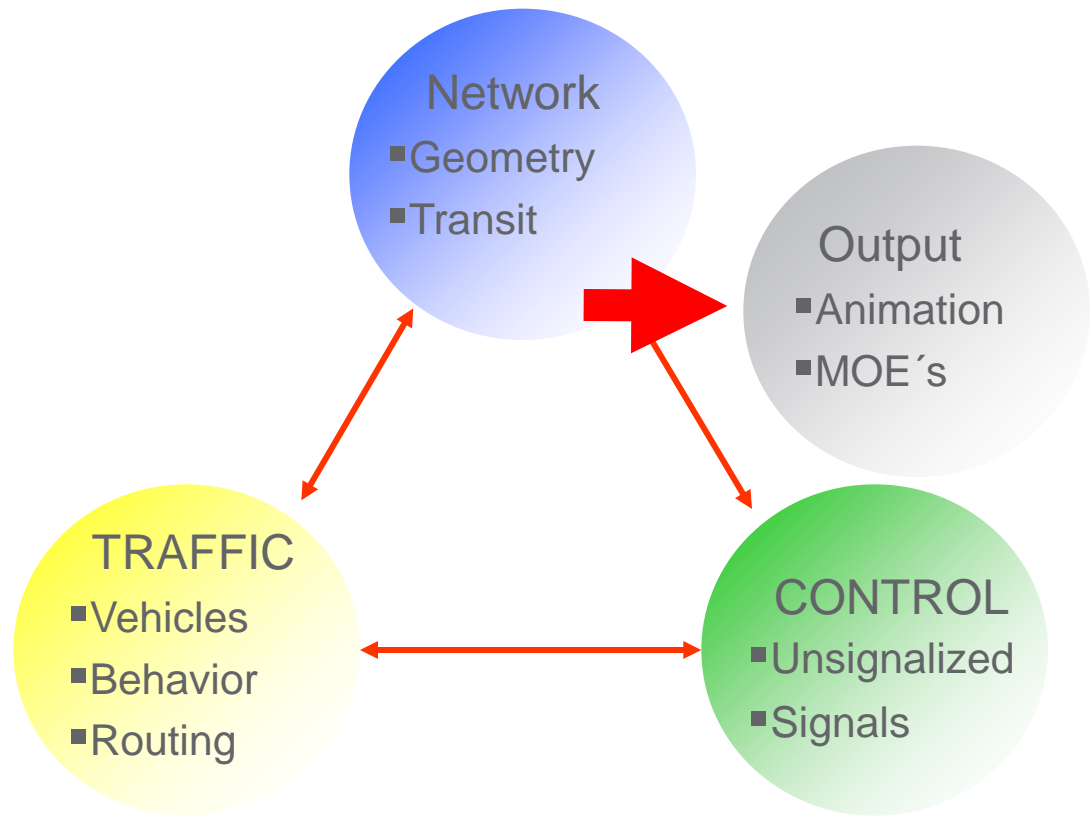 Network
▪Geometry
▪Transit
Output
▪Animation
▪MOE´s
TRAFFIC
▪Vehicles
▪Behavior
▪Routing
CONTROL
▪Unsignalized
▪Signals